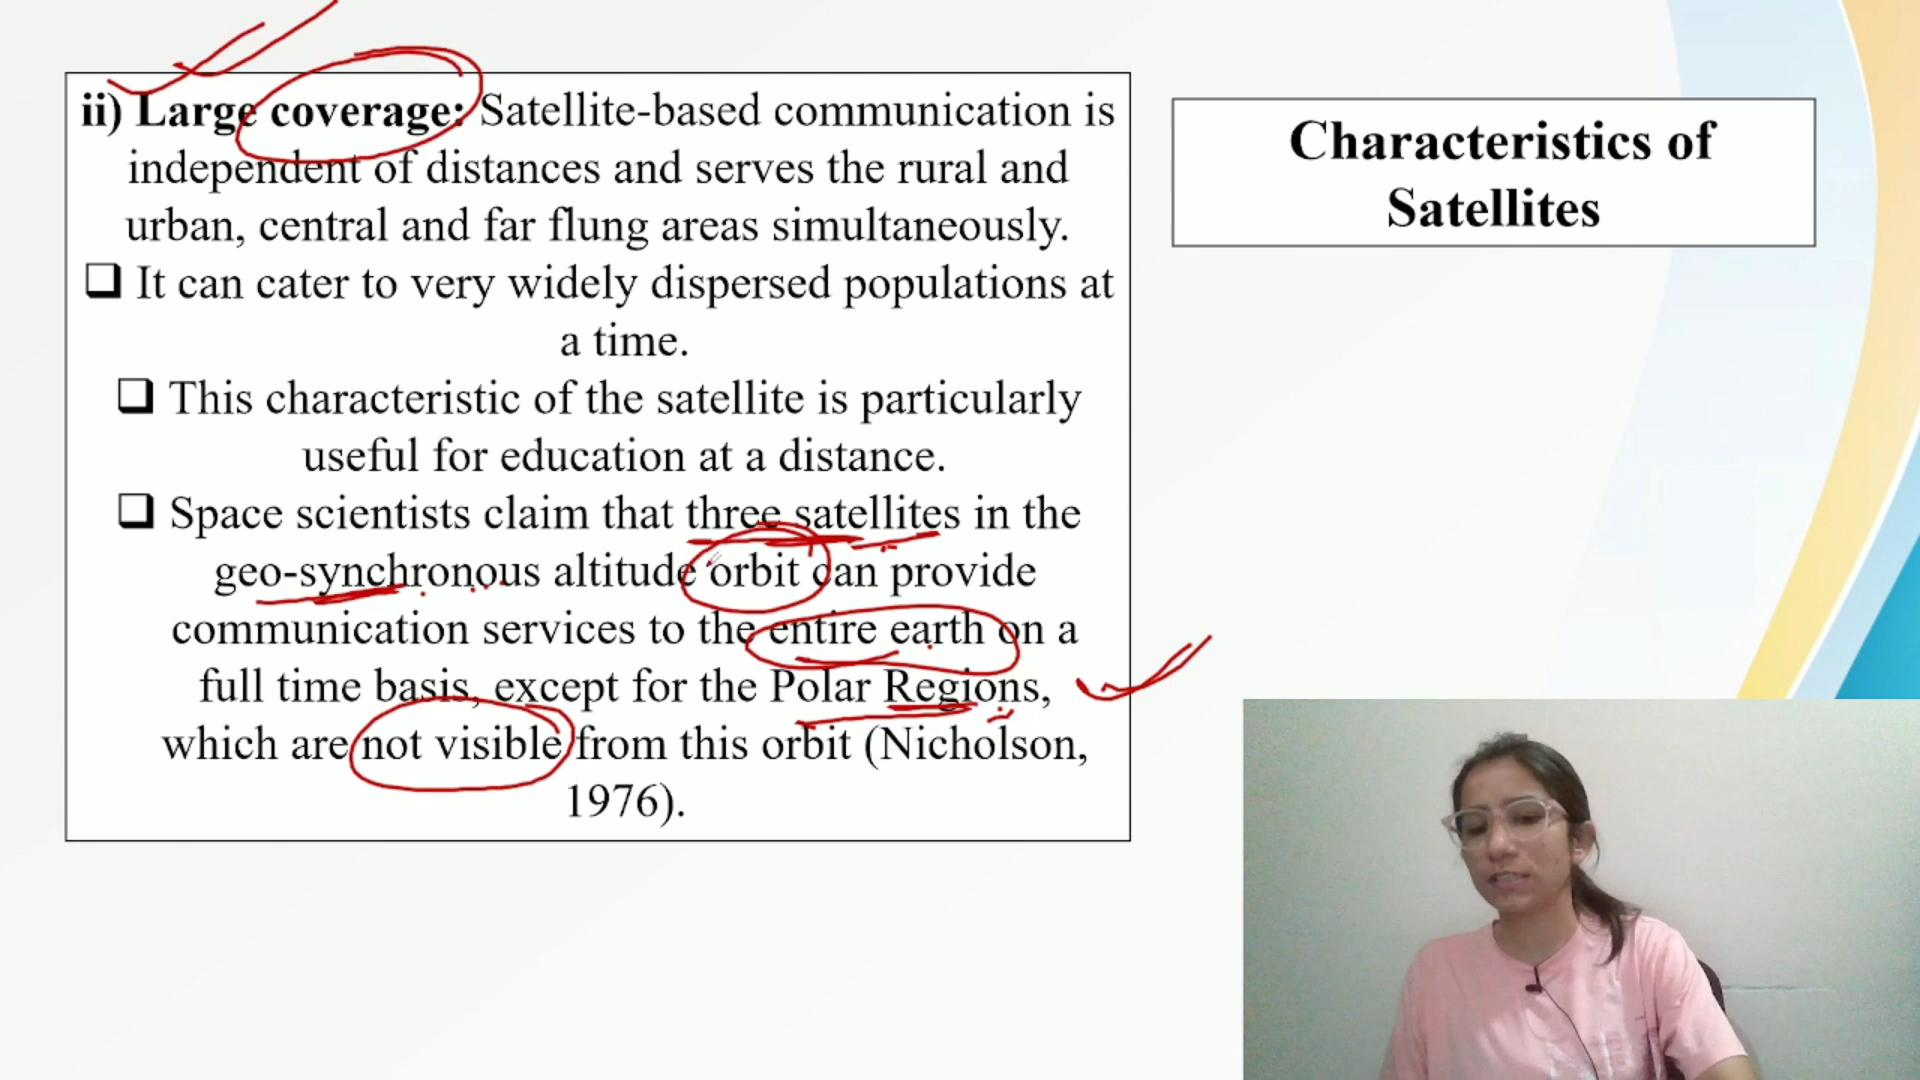 ii) Large coverage: Satellite-based communication is
independent of distances and serves the rural and
urban, central and far flung areas simultaneously.
It can cater to very widely dispersed populations at
a time.
This characteristic of the satellite is particularly
useful for education at a distance.
Space scientists claim that three satellites in the
geo-synchronous altitude orbit can provide
communication services to the entire earth on a
full time basis, except for the Polar Regions,
which are not visible from this orbit (Nicholson,
1976).
Characteristics of
Satellites